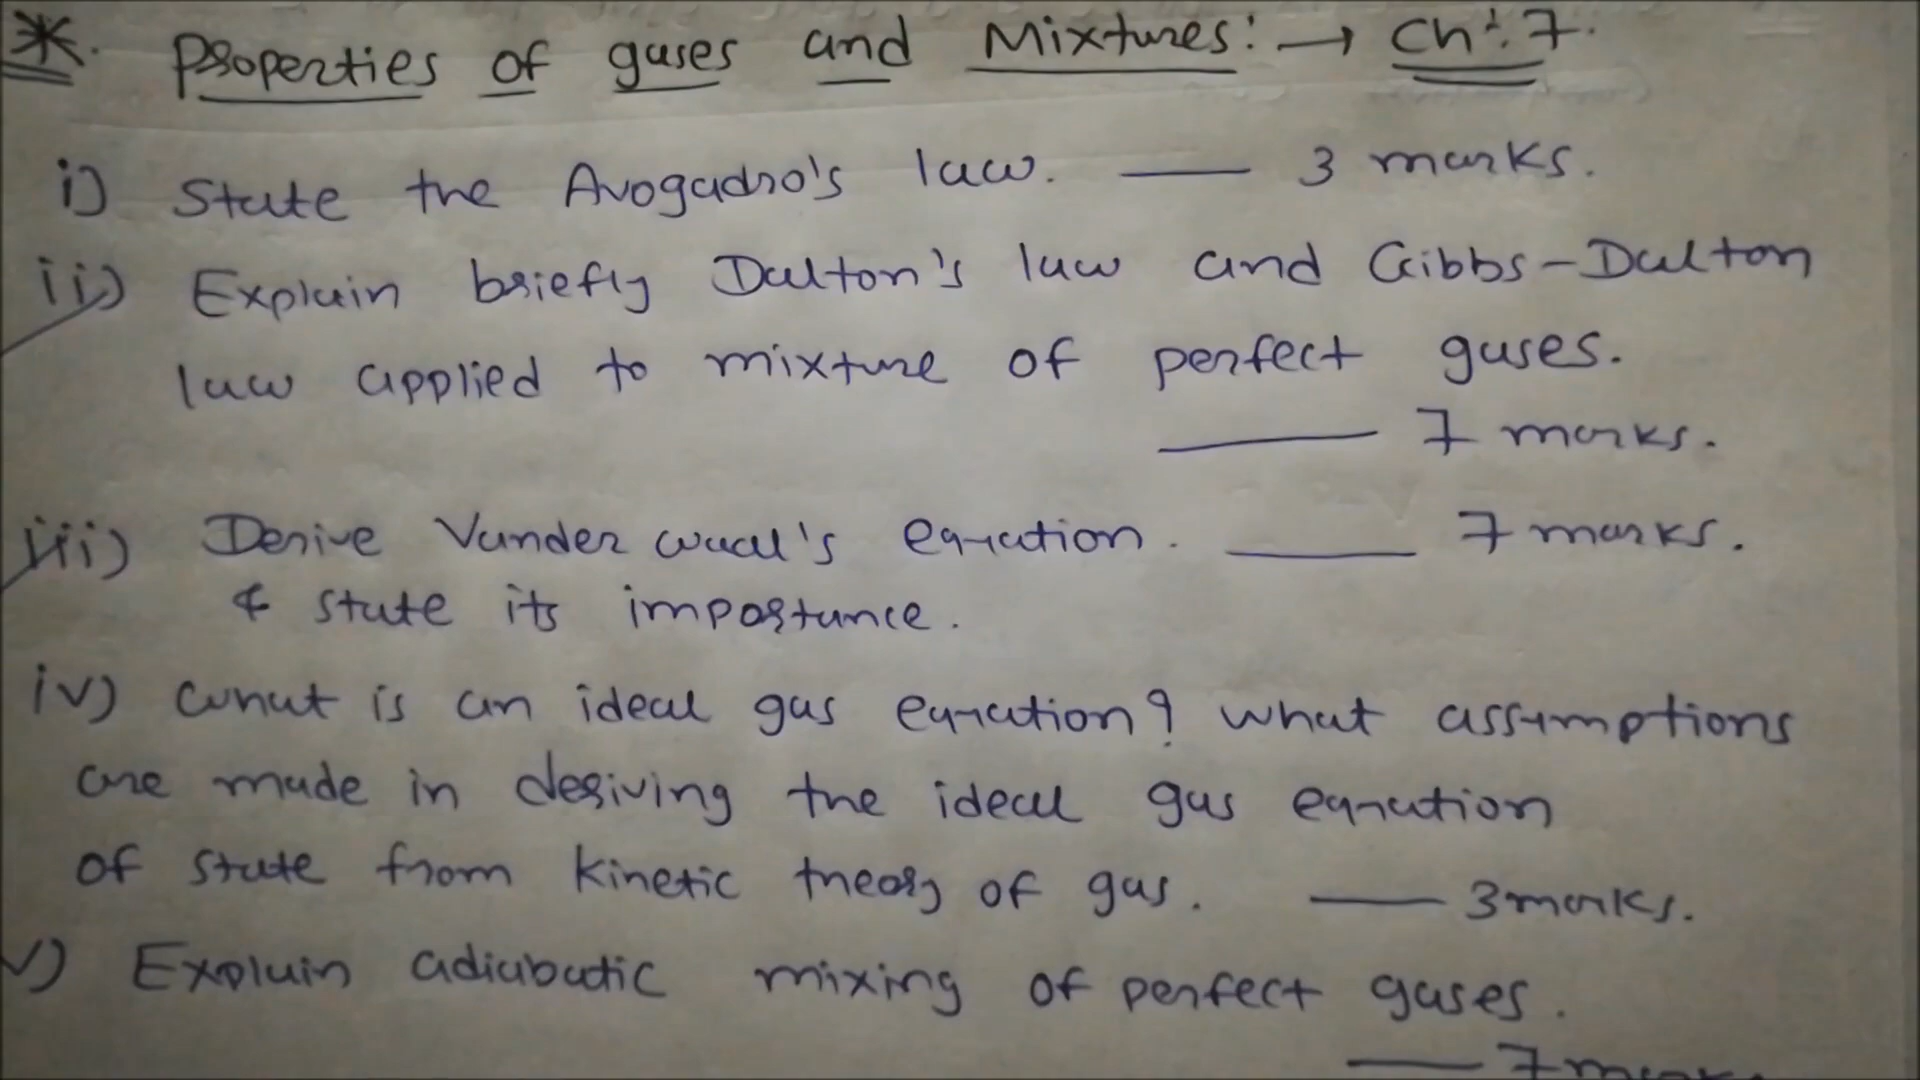 * Properties of gases and Mixtures: → Ch: 7.
i) State the Avogadro's law. — 3 marks.
ii) Explain briefly Dalton's law and Gibbs-Dalton
law applied to mixture of perfect gases.
— 7 marks.
iii) Derive Vander waal's equation. — 7 marks.
& state its importance.
iv) What is an ideal gas equation? What assumptions
are made in deriving the ideal gas equation
of state from kinetic theory of gas. — 3 marks.
v) Explain adiabatic mixing of perfect gases.
— 7 marks